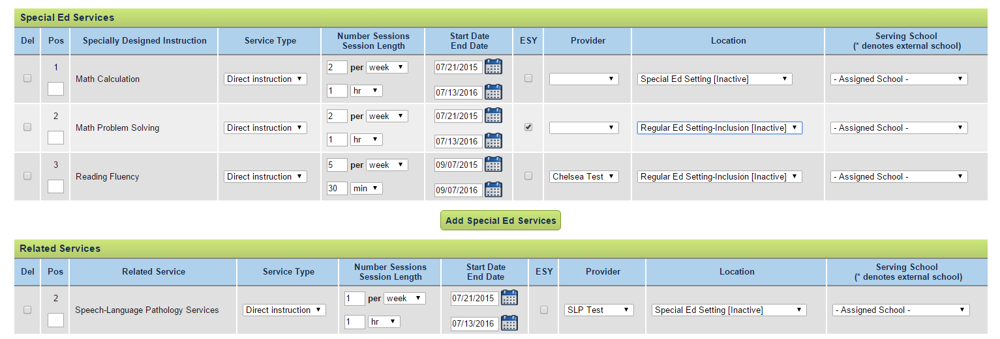 Special Ed Services
Del Pos Specially Designed Instruction Service Type Number Sessions Session Length Start Date End Date ESY Provider Location Serving School (* denotes external school)
1 Math Calculation Direct instruction 2 per week 07/21/2015 Special Ed Setting [Inactive] - Assigned School -
1 hr 07/13/2016
2 Math Problem Solving Direct instruction 2 per week 07/21/2015 Regular Ed Setting-Inclusion [Inactive] - Assigned School -
1 hr 07/13/2016
3 Reading Fluency Direct instruction 5 per week 09/07/2015 Chelsea Test Regular Ed Setting-Inclusion [Inactive] - Assigned School -
30 min 09/07/2016
Add Special Ed Services
Related Services
Del Pos Related Service Service Type Number Sessions Session Length Start Date End Date ESY Provider Location Serving School (* denotes external school)
2 Speech-Language Pathology Services Direct instruction 1 per week 07/21/2015 SLP Test Special Ed Setting [Inactive] - Assigned School -
1 hr 07/13/2016